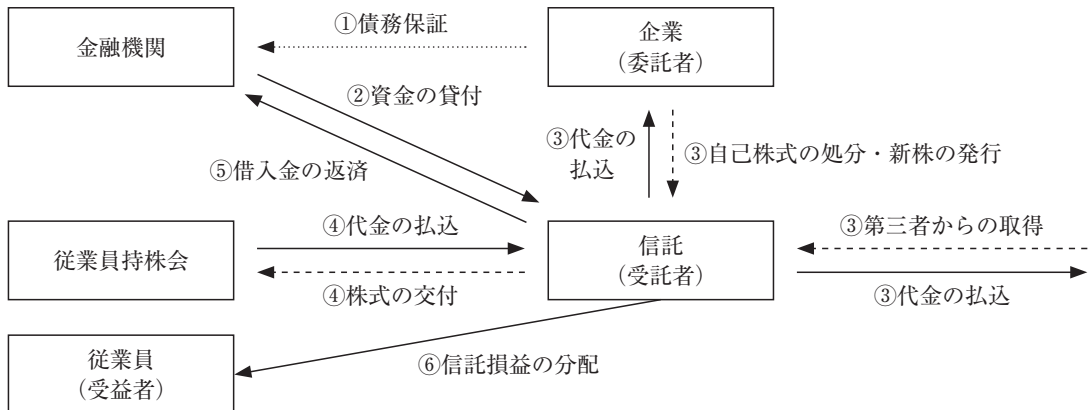 ①債務保証
金融機関
企業
（委託者）
②資金の貸付
③代金の
払込
③自己株式の処分・新株の発行
⑤借入金の返済
④代金の払込
従業員持株会
④株式の交付
信託
（受託者）
③第三者からの取得
③代金の払込
従業員
（受益者）
⑥信託損益の分配